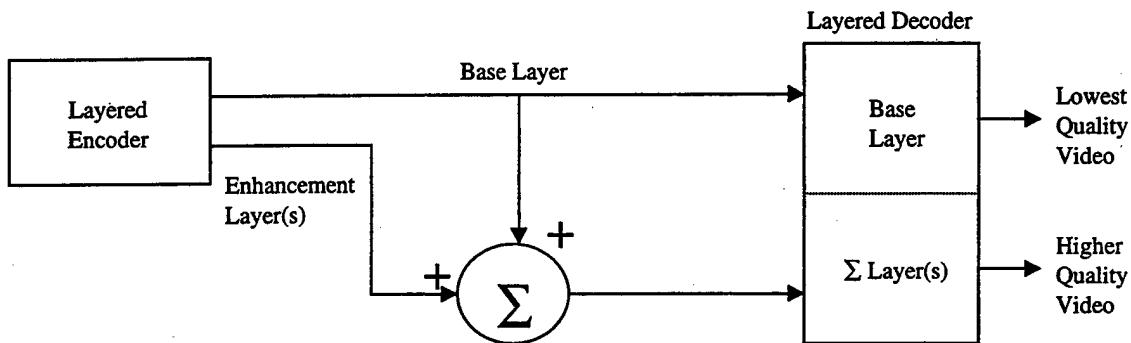 Layered Decoder
Base Layer
Layered
Encoder
Base
Layer
Lowest
Quality
Video
Enhancement
Layer(s)
+
+
Σ
Σ Layer(s)
Higher
Quality
Video